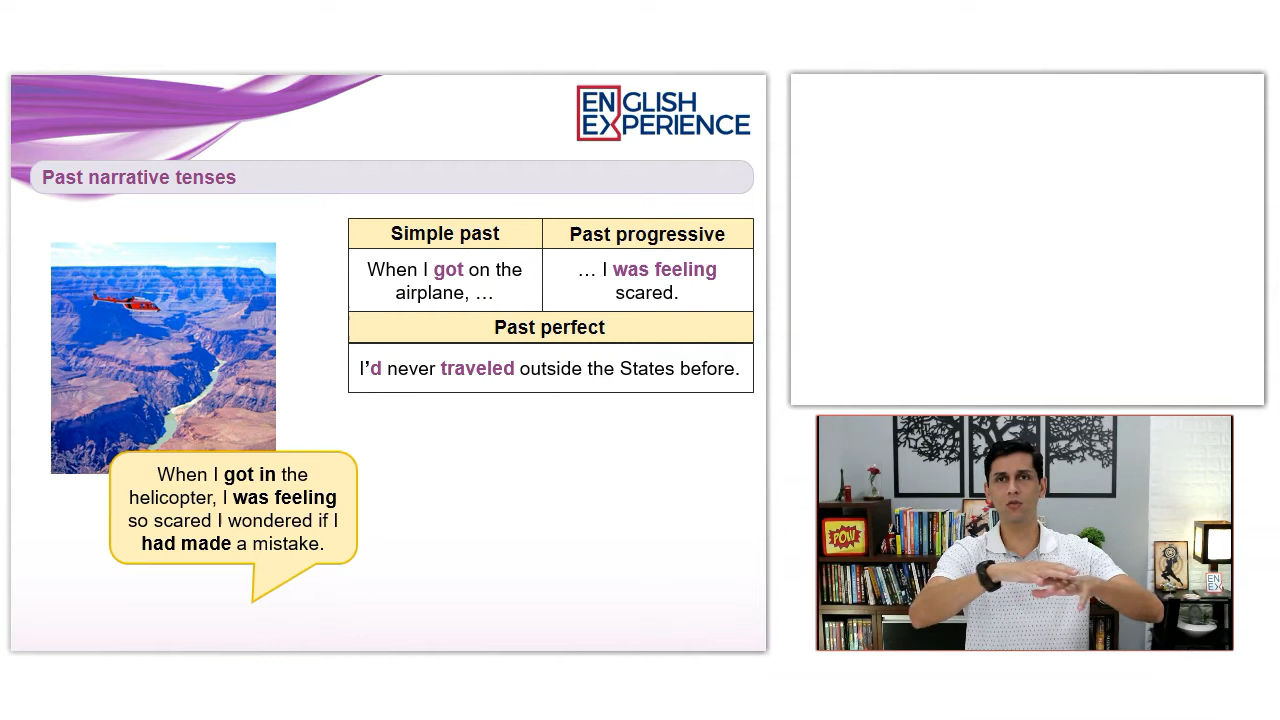 ENGLISH
EXPERIENCE
Past narrative tenses
Simple past
Past progressive
When I got on the
airplane, …
… I was feeling
scared.
Past perfect
I’d never traveled outside the States before.
When I got in the
helicopter, I was feeling
so scared I wondered if I
had made a mistake.
POW
EN
EX